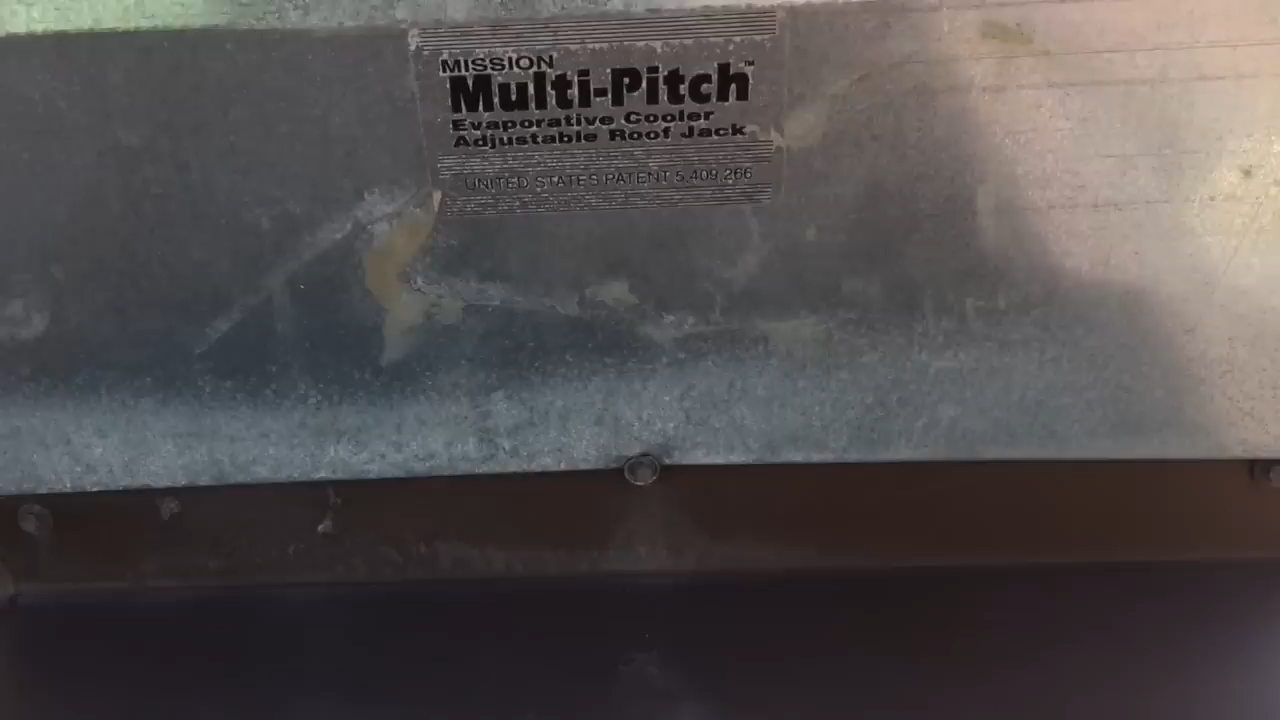 MISSION
Multi-Pitch™
Evaporative Cooler
Adjustable Roof Jack
UNITED STATES PATENT 5,409,266